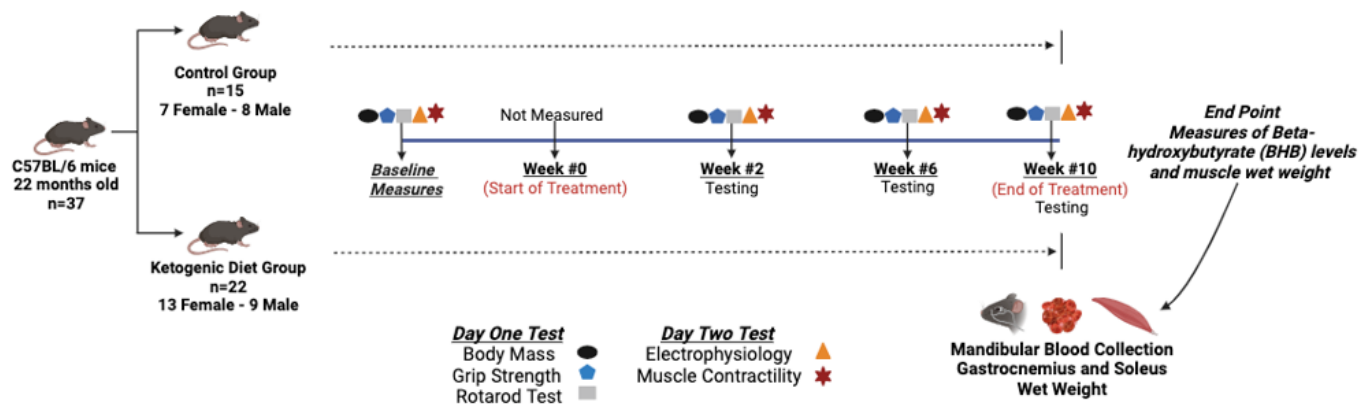 Control Group
n=15
7 Female - 8 Male
C57BL/6 mice
22 months old
n=37
Ketogenic Diet Group
n=22
13 Female - 9 Male
Baseline
Measures
Not Measured
Week #0
(Start of Treatment)
Week #2
Testing
Week #6
Testing
Week #10
(End of Treatment)
Testing
End Point
Measures of Beta-
hydroxybutyrate (BHB) levels
and muscle wet weight
Day One Test
Body Mass
Grip Strength
Rotarod Test
Day Two Test
Electrophysiology
Muscle Contractility
Mandibular Blood Collection
Gastrocnemius and Soleus
Wet Weight